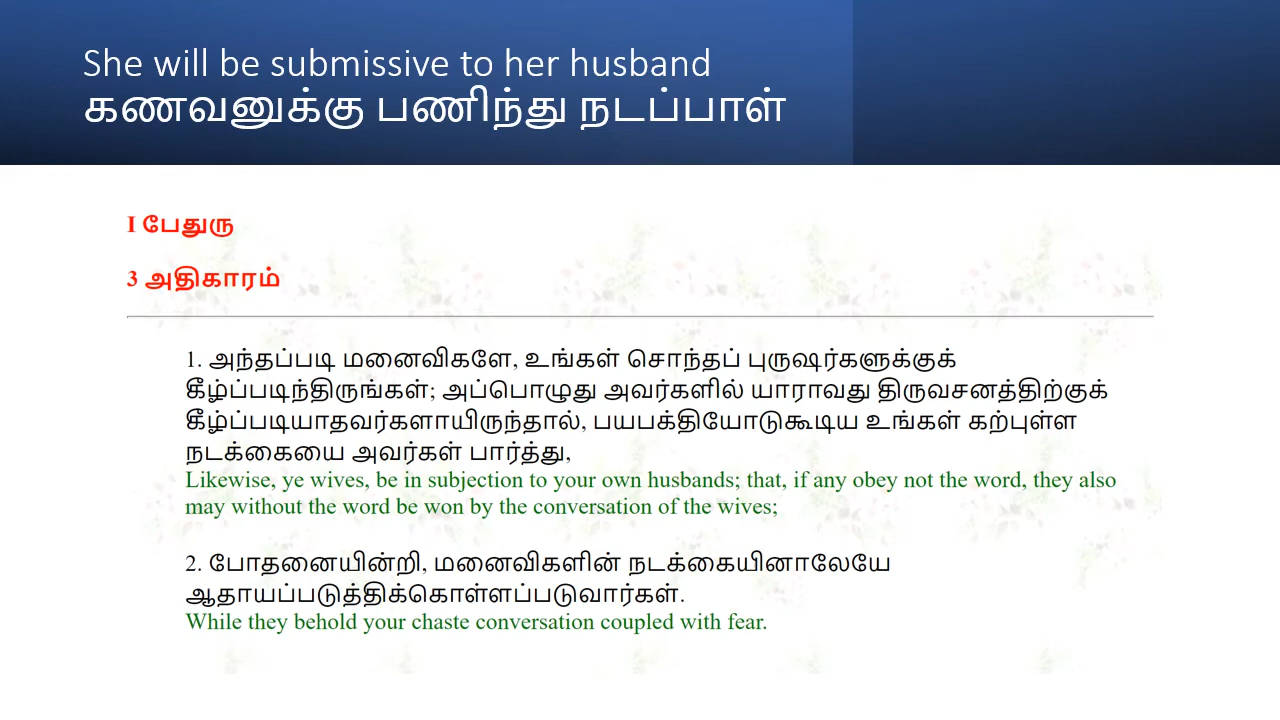 She will be submissive to her husband
கணவனுக்கு பணிந்து நடப்பாள்
I பேதுரு
3 அதிகாரம்
1. அந்தப்படி மனைவிகளே, உங்கள் சொந்தப் புருஷர்களுக்குக்
கீழ்ப்படிந்திருங்கள்; அப்பொழுது அவர்களில் யாராவது திருவசனத்திற்குக்
கீழ்ப்படியாதவர்களாயிருந்தால், பயபக்தியோடுகூடிய உங்கள் கற்புள்ள
நடக்கையை அவர்கள் பார்த்து,
Likewise, ye wives, be in subjection to your own husbands; that, if any obey not the word, they also
may without the word be won by the conversation of the wives;
2. போதனையின்றி, மனைவிகளின் நடக்கையினாலேயே
ஆதாயப்படுத்திக்கொள்ளப்படுவார்கள்.
While they behold your chaste conversation coupled with fear.